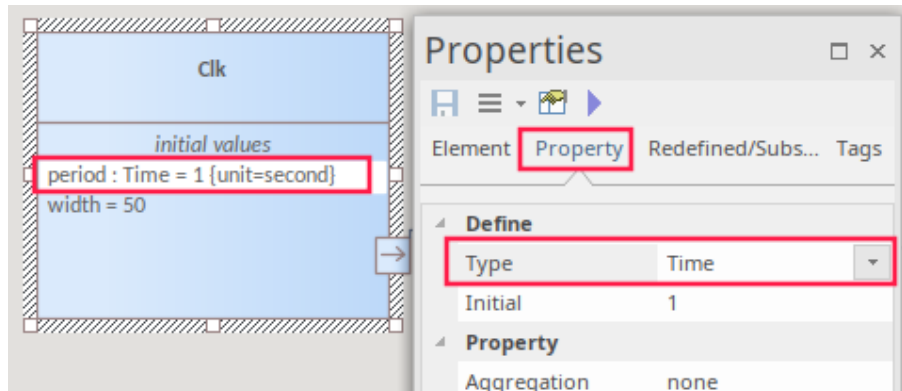 Clk
initial values
period : Time = 1 {unit=second}
width = 50
Properties
Element Property Redefined/Subs... Tags
Define
Type Time
Initial 1
Property
Aggregation none